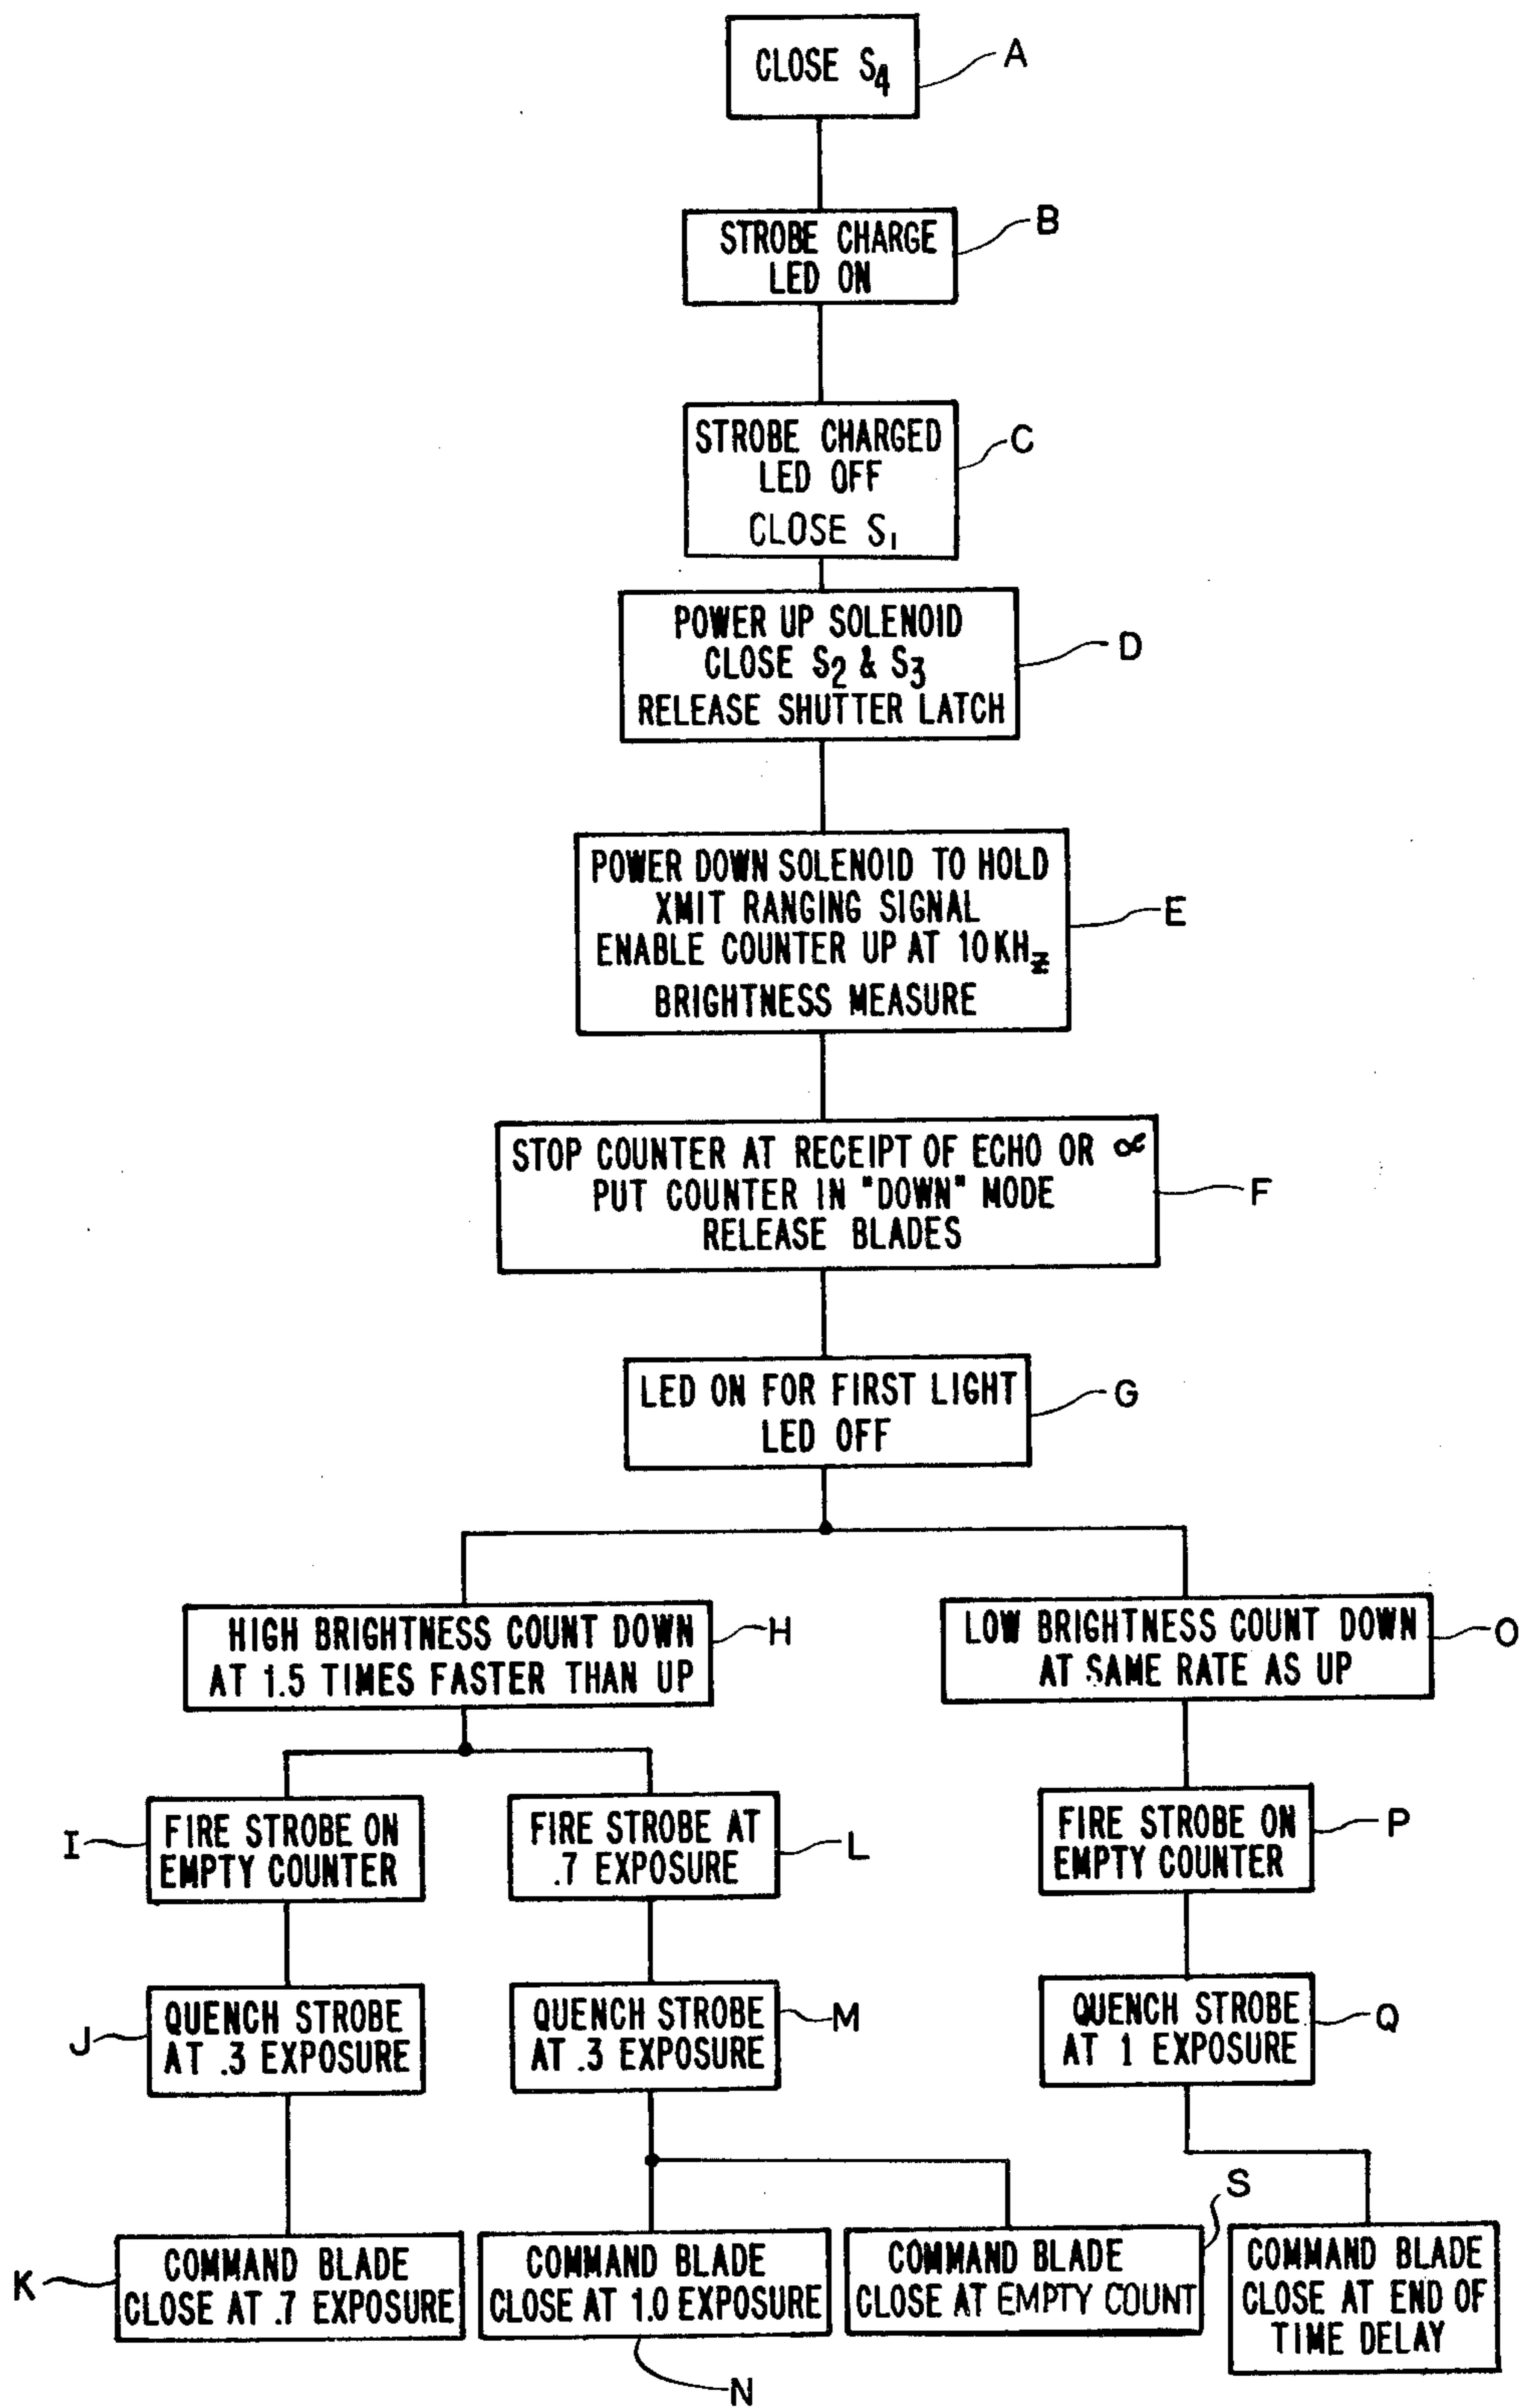 CLOSE S4
A
STROBE CHARGE
LED ON
B
STROBE CHARGED
LED OFF
CLOSE S1
C
POWER UP SOLENOID
CLOSE S2 & S3
RELEASE SHUTTER LATCH
D
POWER DOWN SOLENOID TO HOLD
XMIT RANGING SIGNAL
ENABLE COUNTER UP AT 10 KHZ
BRIGHTNESS MEASURE
E
STOP COUNTER AT RECEIPT OF ECHO OR ∝
PUT COUNTER IN "DOWN" MODE
RELEASE BLADES
F
LED ON FOR FIRST LIGHT
LED OFF
G
HIGH BRIGHTNESS COUNT DOWN
AT 1.5 TIMES FASTER THAN UP
H
LOW BRIGHTNESS COUNT DOWN
AT SAME RATE AS UP
O
I
FIRE STROBE ON
EMPTY COUNTER
FIRE STROBE AT
.7 EXPOSURE
L
FIRE STROBE ON
EMPTY COUNTER
P
J
QUENCH STROBE
AT .3 EXPOSURE
QUENCH STROBE
AT .3 EXPOSURE
M
QUENCH STROBE
AT 1 EXPOSURE
Q
K
COMMAND BLADE
CLOSE AT .7 EXPOSURE
COMMAND BLADE
CLOSE AT 1.0 EXPOSURE
N
COMMAND BLADE
CLOSE AT EMPTY COUNT
S
COMMAND BLADE
CLOSE AT END OF
TIME DELAY